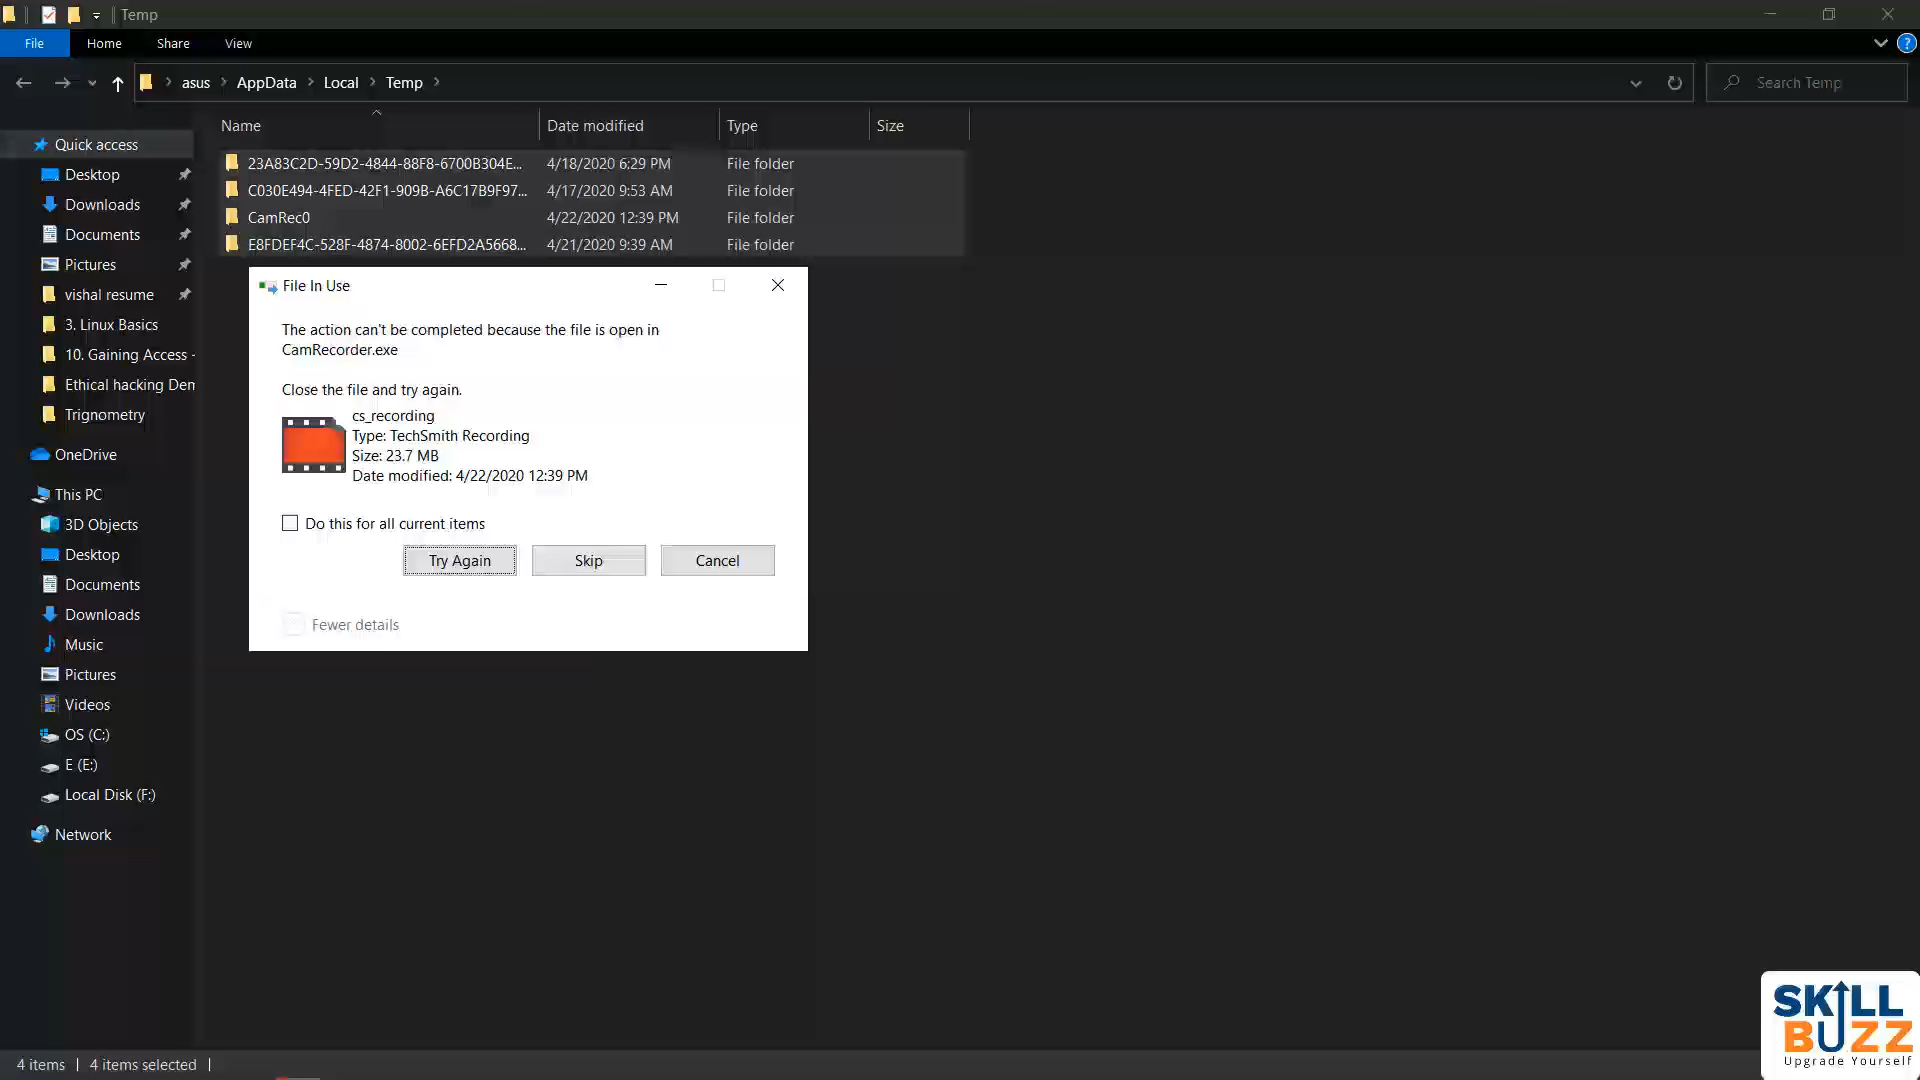 Temp
File
Home
Share
View
asus
AppData
Local
Temp
Search Temp
Name
Date modified
Type
Size
23A83C2D-59D2-4844-88F8-6700B304E...
4/18/2020 6:29 PM
File folder
C030E494-4FED-42F1-909B-A6C17B9F97...
4/17/2020 9:53 AM
File folder
CamRec0
4/22/2020 12:39 PM
File folder
E8FDEF4C-528F-4874-8002-6EFD2A5668...
4/21/2020 9:39 AM
File folder
Quick access
Desktop
Downloads
Documents
Pictures
vishal resume
3. Linux Basics
10. Gaining Access -
Ethical hacking Dem
Trignometry
OneDrive
This PC
3D Objects
Desktop
Documents
Downloads
Music
Pictures
Videos
OS (C:)
E (E:)
Local Disk (F:)
Network
File In Use
The action can't be completed because the file is open in
CamRecorder.exe
Close the file and try again.
cs_recording
Type: TechSmith Recording
Size: 23.7 MB
Date modified: 4/22/2020 12:39 PM
Do this for all current items
Try Again
Skip
Cancel
Fewer details
4 items
4 items selected
SKILL
BUZZ
Upgrade Yourself